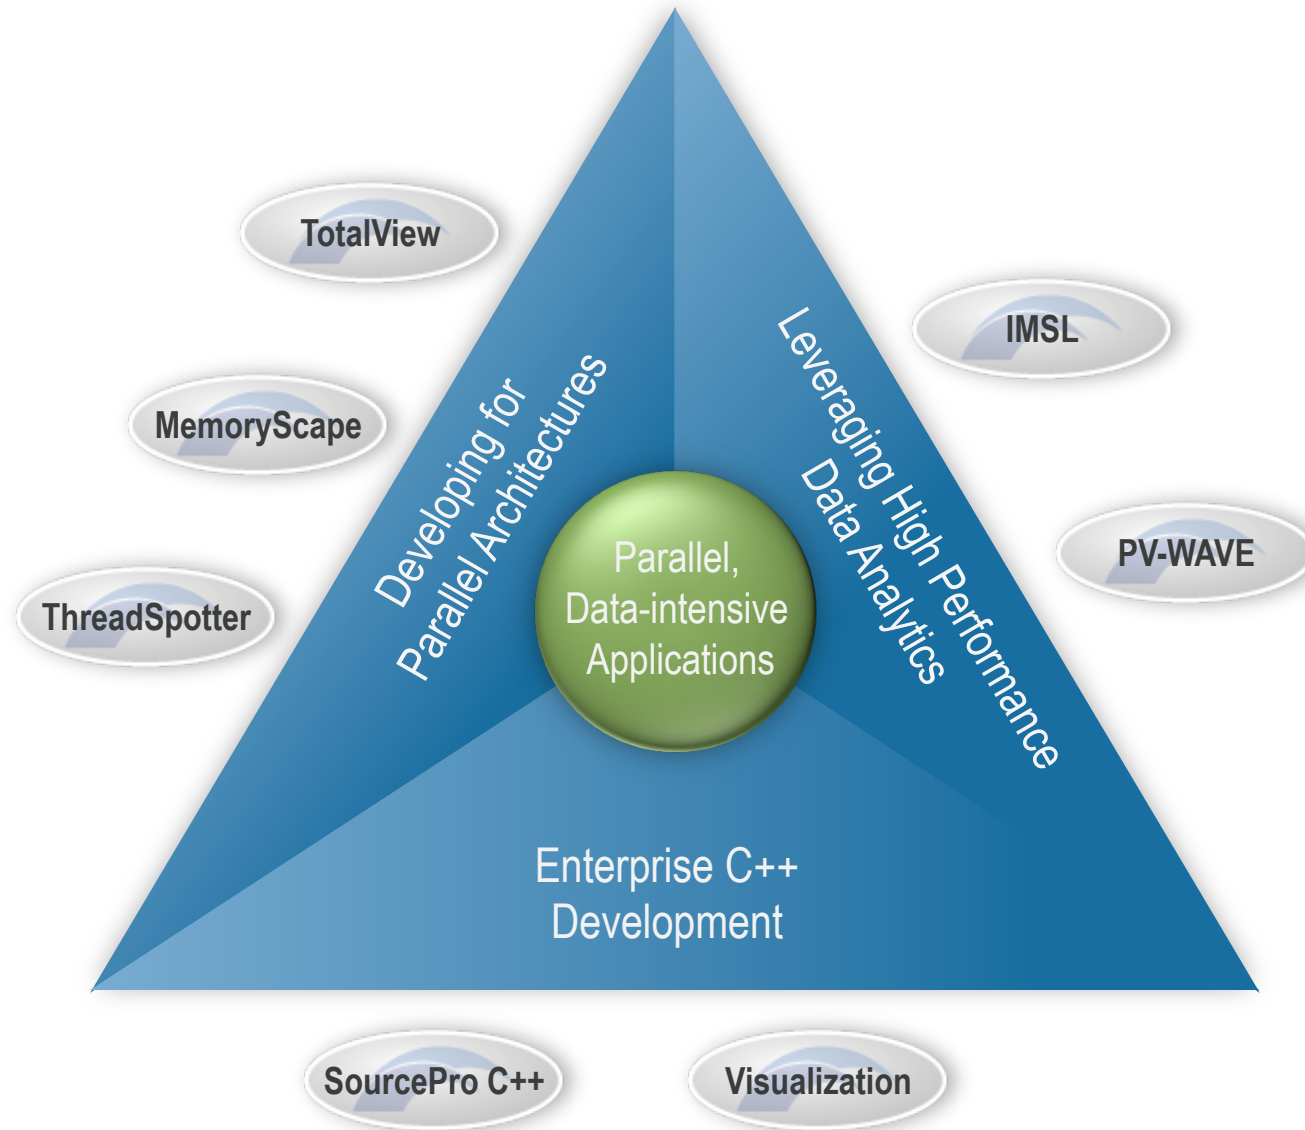 TotalView
MemoryScape
ThreadSpotter
Developing for
Parallel Architectures
Leveraging High Performance
Data Analytics
IMSL
PV-WAVE
Parallel,
Data-intensive
Applications
Enterprise C++
Development
SourcePro C++
Visualization